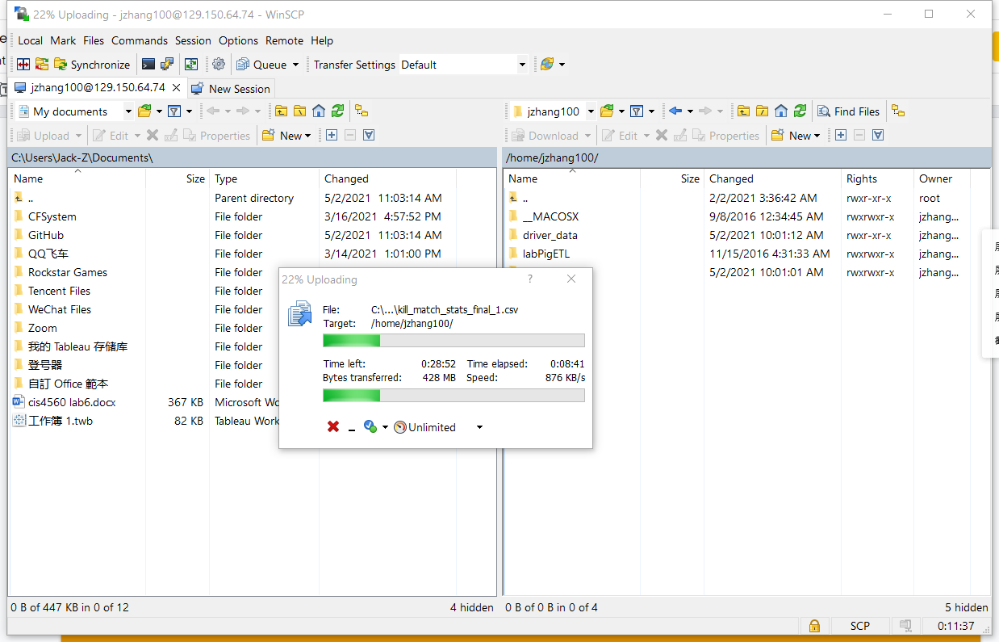 22% Uploading - jzhang100@129.150.64.74 - WinSCP
Local Mark Files Commands Session Options Remote Help
Synchronize Queue Transfer Settings Default
jzhang100@129.150.64.74 New Session
My documents
Upload Edit Properties New
C:\Users\Jack-Z\Documents\
Name Size Type Changed
.. Parent directory 5/2/2021 11:03:14 AM
CFSystem File folder 3/16/2021 4:57:52 PM
GitHub File folder 5/2/2021 11:03:14 AM
QQ飞车 File folder 3/14/2021 1:01:00 PM
Rockstar Games File folder
Tencent Files File folder
WeChat Files File folder
Zoom File folder
我的 Tableau 存储库 File folder
登号器 File folder
自訂 Office 範本 File folder
cis4560 lab6.docx 367 KB Microsoft Wo
工作簿 1.twb 82 KB Tableau Work
0 B of 447 KB in 0 of 12 4 hidden
jzhang100 Find Files
Download Edit Properties New
/home/jzhang100/
Name Size Changed Rights Owner
.. 2/2/2021 3:36:42 AM rwxr-xr-x root
__MACOSX 9/8/2016 12:34:45 AM rwxrwxr-x jzhang...
driver_data 5/2/2021 10:01:12 AM rwxr-xr-x jzhang...
labPigETL 11/15/2016 4:31:33 AM rwxrwxr-x jzhang...
5/2/2021 10:01:01 AM rwxrwxr-x jzhang...
0 B of 0 B in 0 of 4 5 hidden
22% Uploading ?
File: C:\...\kill_match_stats_final_1.csv
Target: /home/jzhang100/
Time left: 0:28:52 Time elapsed: 0:08:41
Bytes transferred: 428 MB Speed: 876 KB/s
Unlimited
SCP 0:11:37